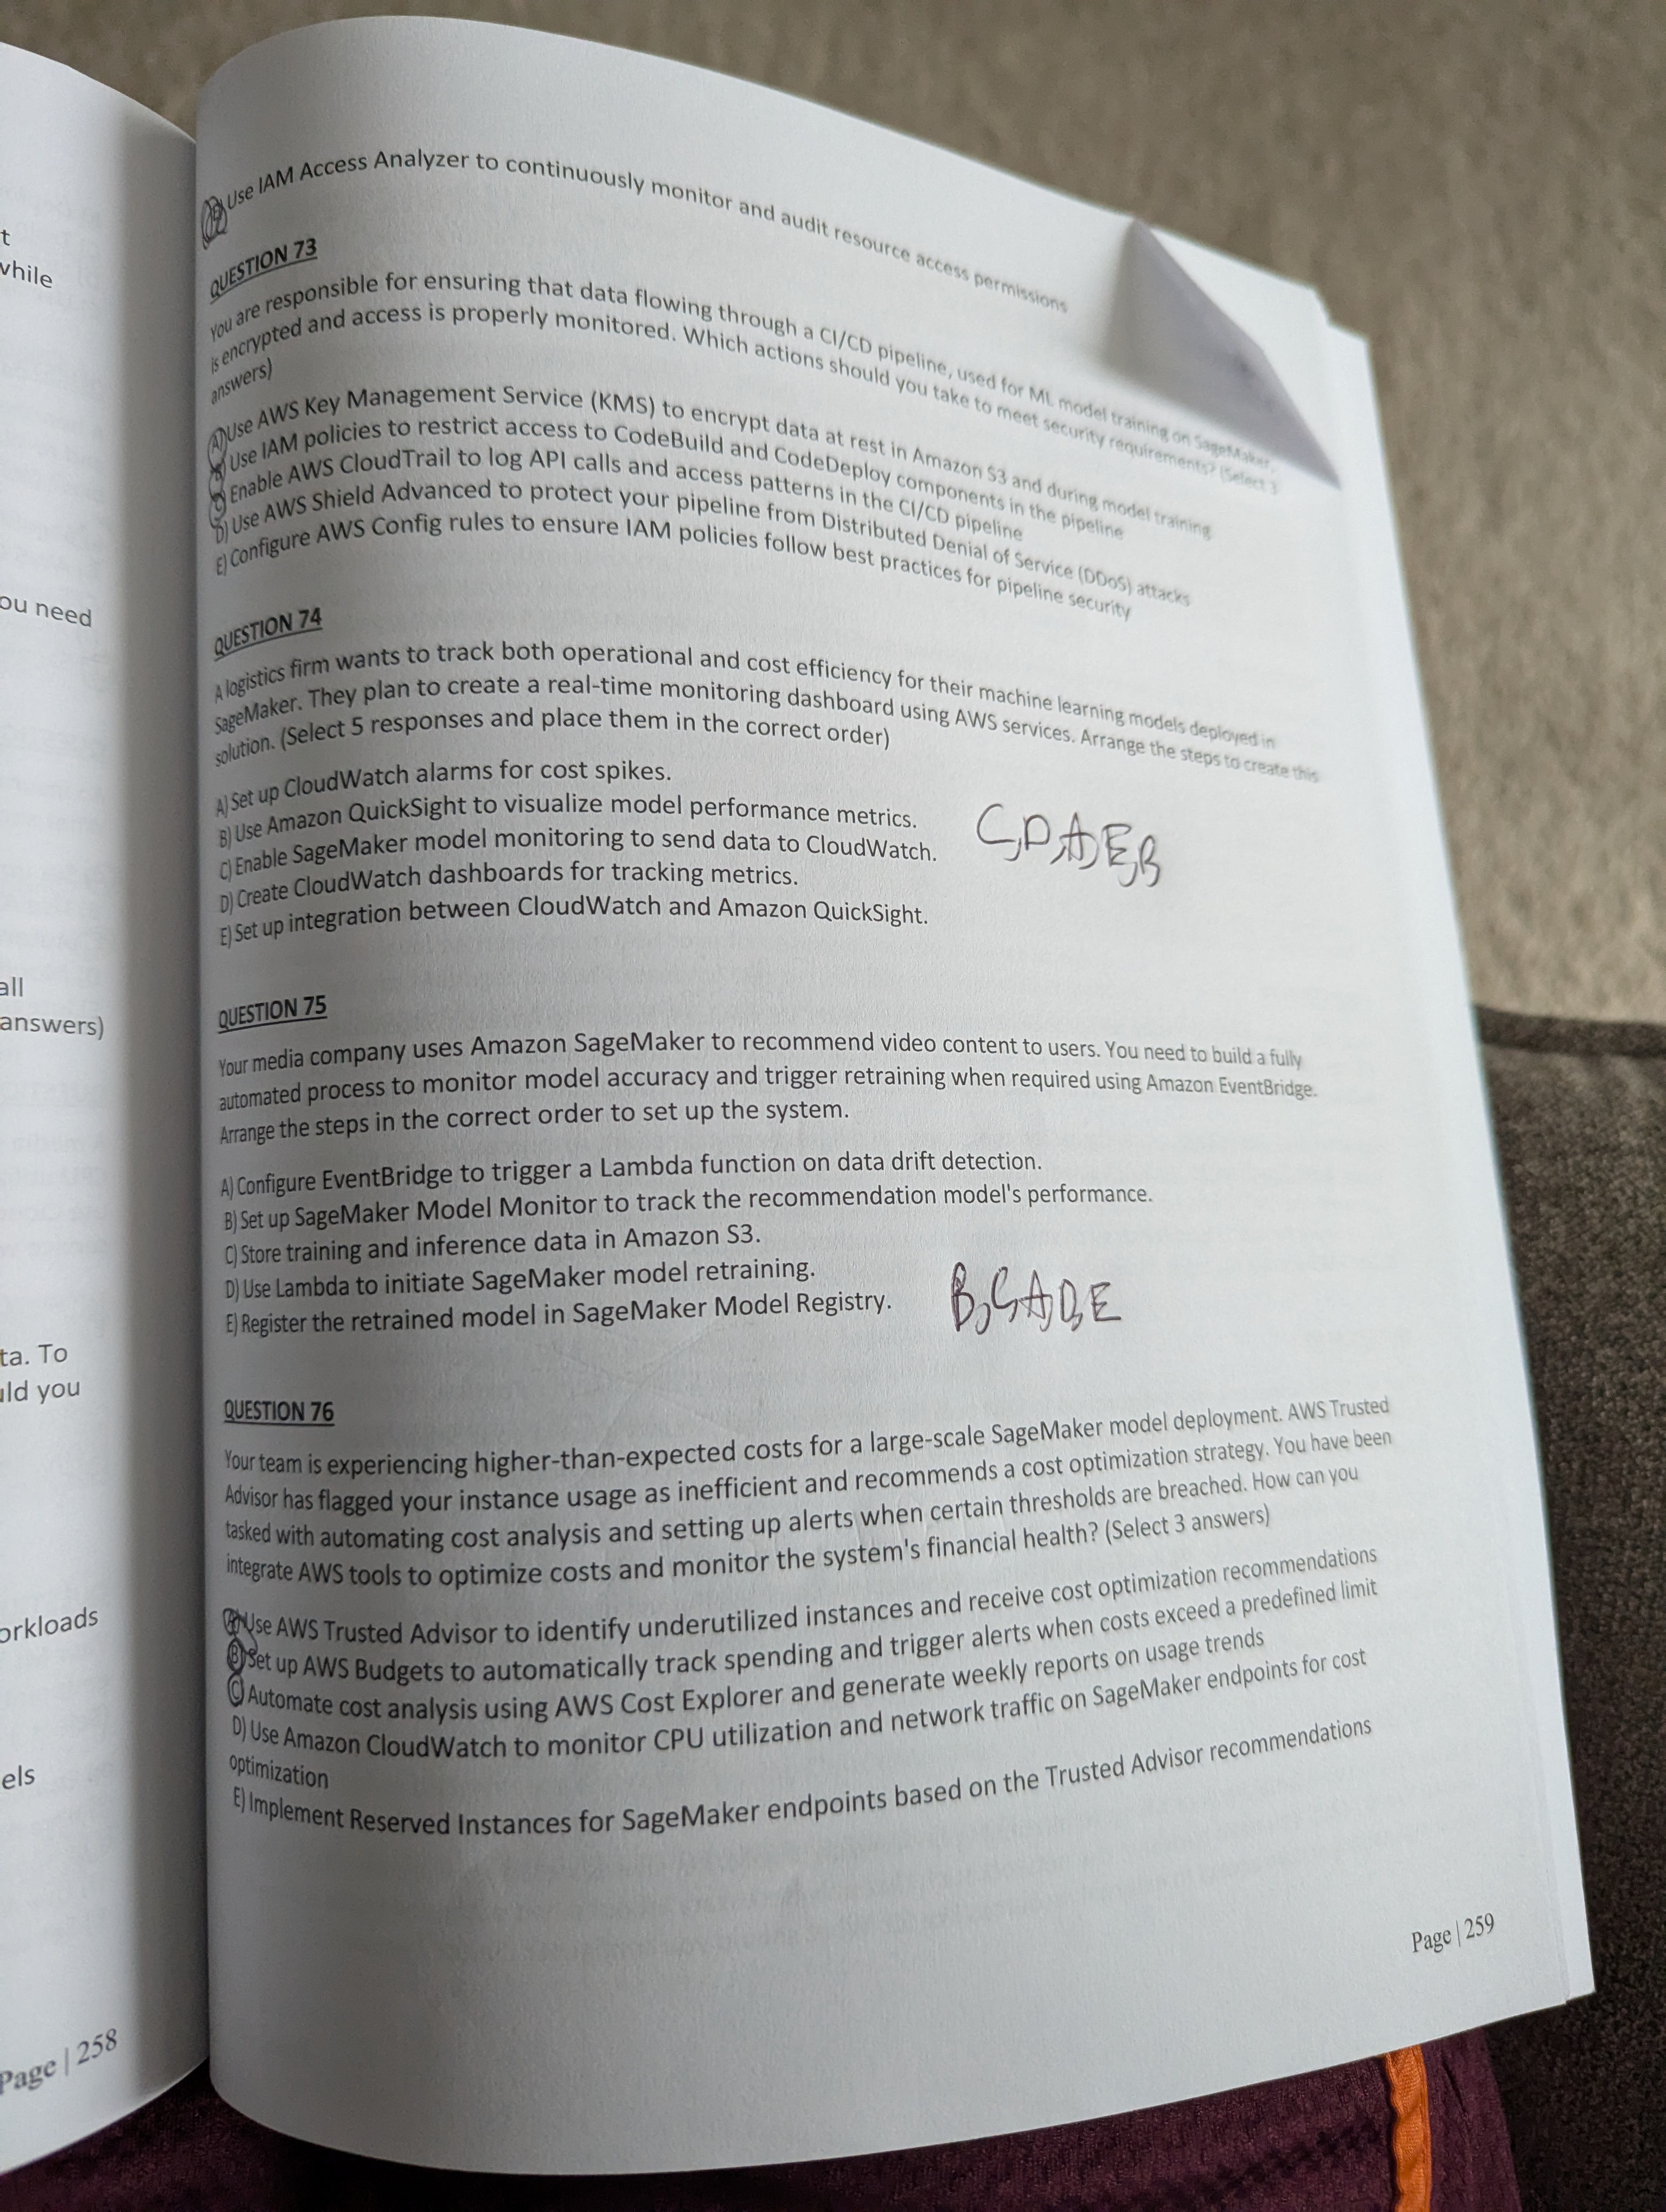 t
while
ou need
all
answers)
ta. To
uld you
orkloads
els
Page | 258
Use IAM Access Analyzer to continuously monitor and audit resource access permissions
QUESTION 73
You are responsible for ensuring that data flowing through a CI/CD pipeline, used for ML model training on SageMaker,
is encrypted and access is properly monitored. Which actions should you take to meet security requirements? (Select 3
answers)
A) Use AWS Key Management Service (KMS) to encrypt data at rest in Amazon S3 and during model training
B) Use IAM policies to restrict access to CodeBuild and CodeDeploy components in the pipeline
C) Enable AWS CloudTrail to log API calls and access patterns in the CI/CD pipeline
D) Use AWS Shield Advanced to protect your pipeline from Distributed Denial of Service (DDoS) attacks
E) Configure AWS Config rules to ensure IAM policies follow best practices for pipeline security
QUESTION 74
A logistics firm wants to track both operational and cost efficiency for their machine learning models deployed in
SageMaker. They plan to create a real-time monitoring dashboard using AWS services. Arrange the steps to create this
solution. (Select 5 responses and place them in the correct order)
A) Set up CloudWatch alarms for cost spikes.
B) Use Amazon QuickSight to visualize model performance metrics.
C) Enable SageMaker model monitoring to send data to CloudWatch.
D) Create CloudWatch dashboards for tracking metrics.
E) Set up integration between CloudWatch and Amazon QuickSight.
C,D,A,E,B
QUESTION 75
Your media company uses Amazon SageMaker to recommend video content to users. You need to build a fully
automated process to monitor model accuracy and trigger retraining when required using Amazon EventBridge.
Arrange the steps in the correct order to set up the system.
A) Configure EventBridge to trigger a Lambda function on data drift detection.
B) Set up SageMaker Model Monitor to track the recommendation model's performance.
C) Store training and inference data in Amazon S3.
D) Use Lambda to initiate SageMaker model retraining.
E) Register the retrained model in SageMaker Model Registry.
B,C,A,D,E
QUESTION 76
Your team is experiencing higher-than-expected costs for a large-scale SageMaker model deployment. AWS Trusted
Advisor has flagged your instance usage as inefficient and recommends a cost optimization strategy. You have been
tasked with automating cost analysis and setting up alerts when certain thresholds are breached. How can you
integrate AWS tools to optimize costs and monitor the system's financial health? (Select 3 answers)
A) Use AWS Trusted Advisor to identify underutilized instances and receive cost optimization recommendations
B) Set up AWS Budgets to automatically track spending and trigger alerts when costs exceed a predefined limit
C) Automate cost analysis using AWS Cost Explorer and generate weekly reports on usage trends
D) Use Amazon CloudWatch to monitor CPU utilization and network traffic on SageMaker endpoints for cost
optimization
E) Implement Reserved Instances for SageMaker endpoints based on the Trusted Advisor recommendations
Page | 259